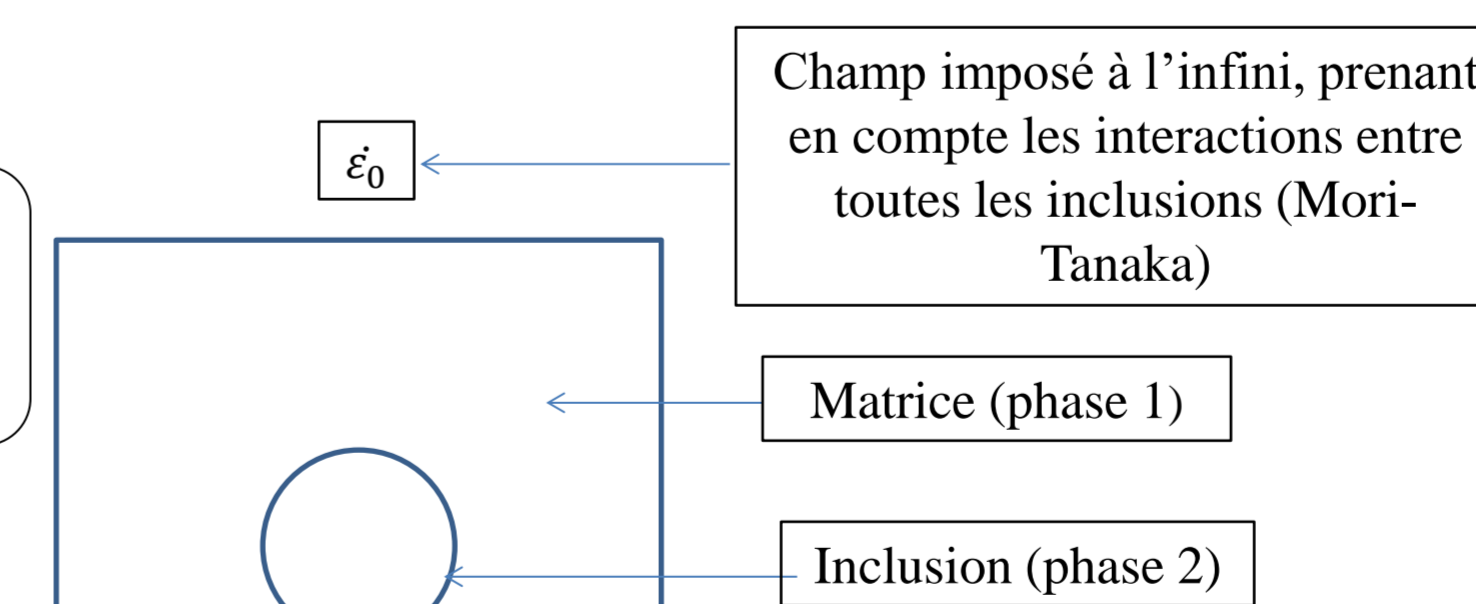 Champ imposé à l’infini, prenant
en compte les interactions entre
toutes les inclusions (Mori-
Tanaka)
ε̇₀
Matrice (phase 1)
Inclusion (phase 2)